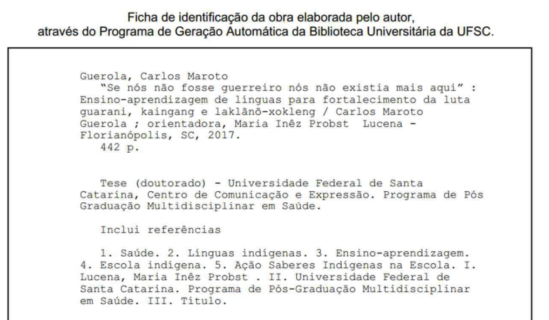 Ficha de identificação da obra elaborada pelo autor,
através do Programa de Geração Automática da Biblioteca Universitária da UFSC.
Guerola, Carlos Maroto
"Se nós não fosse guerreiro nós não existia mais aqui" :
Ensino-aprendizagem de línguas para fortalecimento da luta
guarani, kaingang e laklãnõ-xokleng / Carlos Maroto
Guerola ; orientadora, Maria Inêz Probst Lucena -
Florianópolis, SC, 2017.
442 p.
Tese (doutorado) - Universidade Federal de Santa
Catarina, Centro de Comunicação e Expressão. Programa de Pós
Graduação Multidisciplinar em Saúde.
Inclui referências
1. Saúde. 2. Línguas indígenas. 3. Ensino-aprendizagem.
4. Escola indígena. 5. Ação Saberes Indígenas na Escola. I.
Lucena, Maria Inêz Probst . II. Universidade Federal de
Santa Catarina. Programa de Pós-Graduação Multidisciplinar
em Saúde. III. Título.